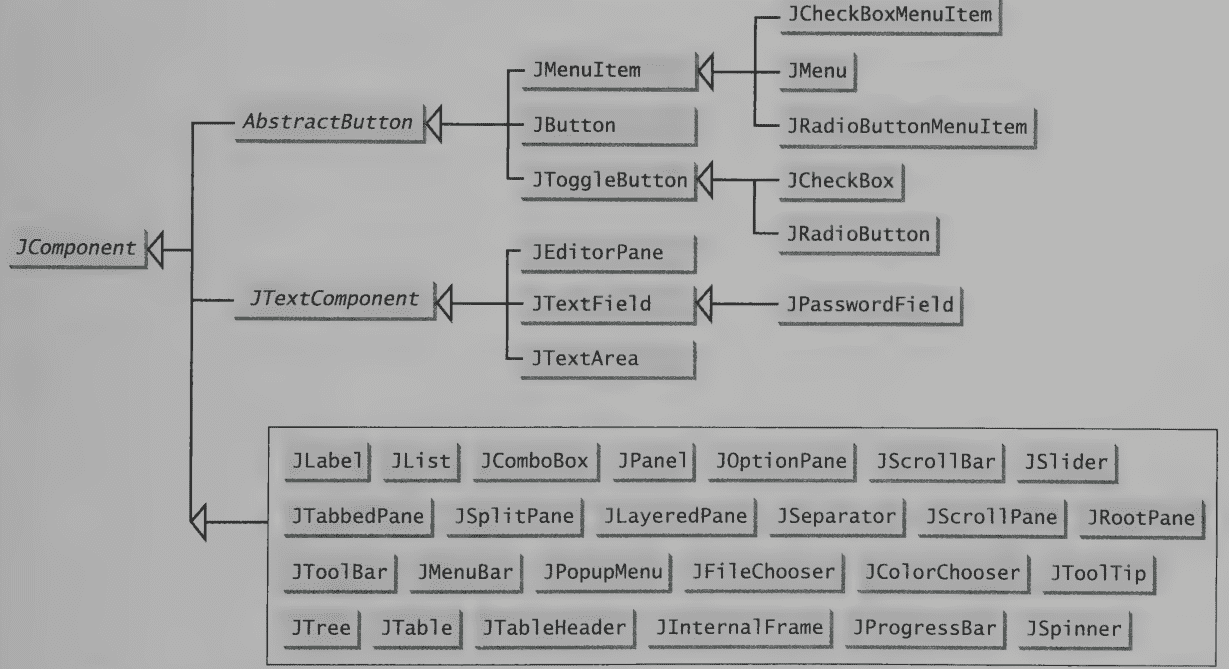 JCheckBoxMenuItem
JMenuItem
JMenu
AbstractButton
JButton
JRadioButtonMenuItem
JToggleButton
JCheckBox
JRadioButton
JComponent
JEditorPane
JTextComponent
JTextField
JPasswordField
JTextArea
JLabel JList JComboBox JPanel JOptionPane JScrollBar JSlider
JTabbedPane JSplitPane JLayeredPane JSeparator JScrollPane JRootPane
JToolBar JMenuBar JPopupMenu JFileChooser JColorChooser JToolTip
JTree JTable JTableHeader JInternalFrame JProgressBar JSpinner